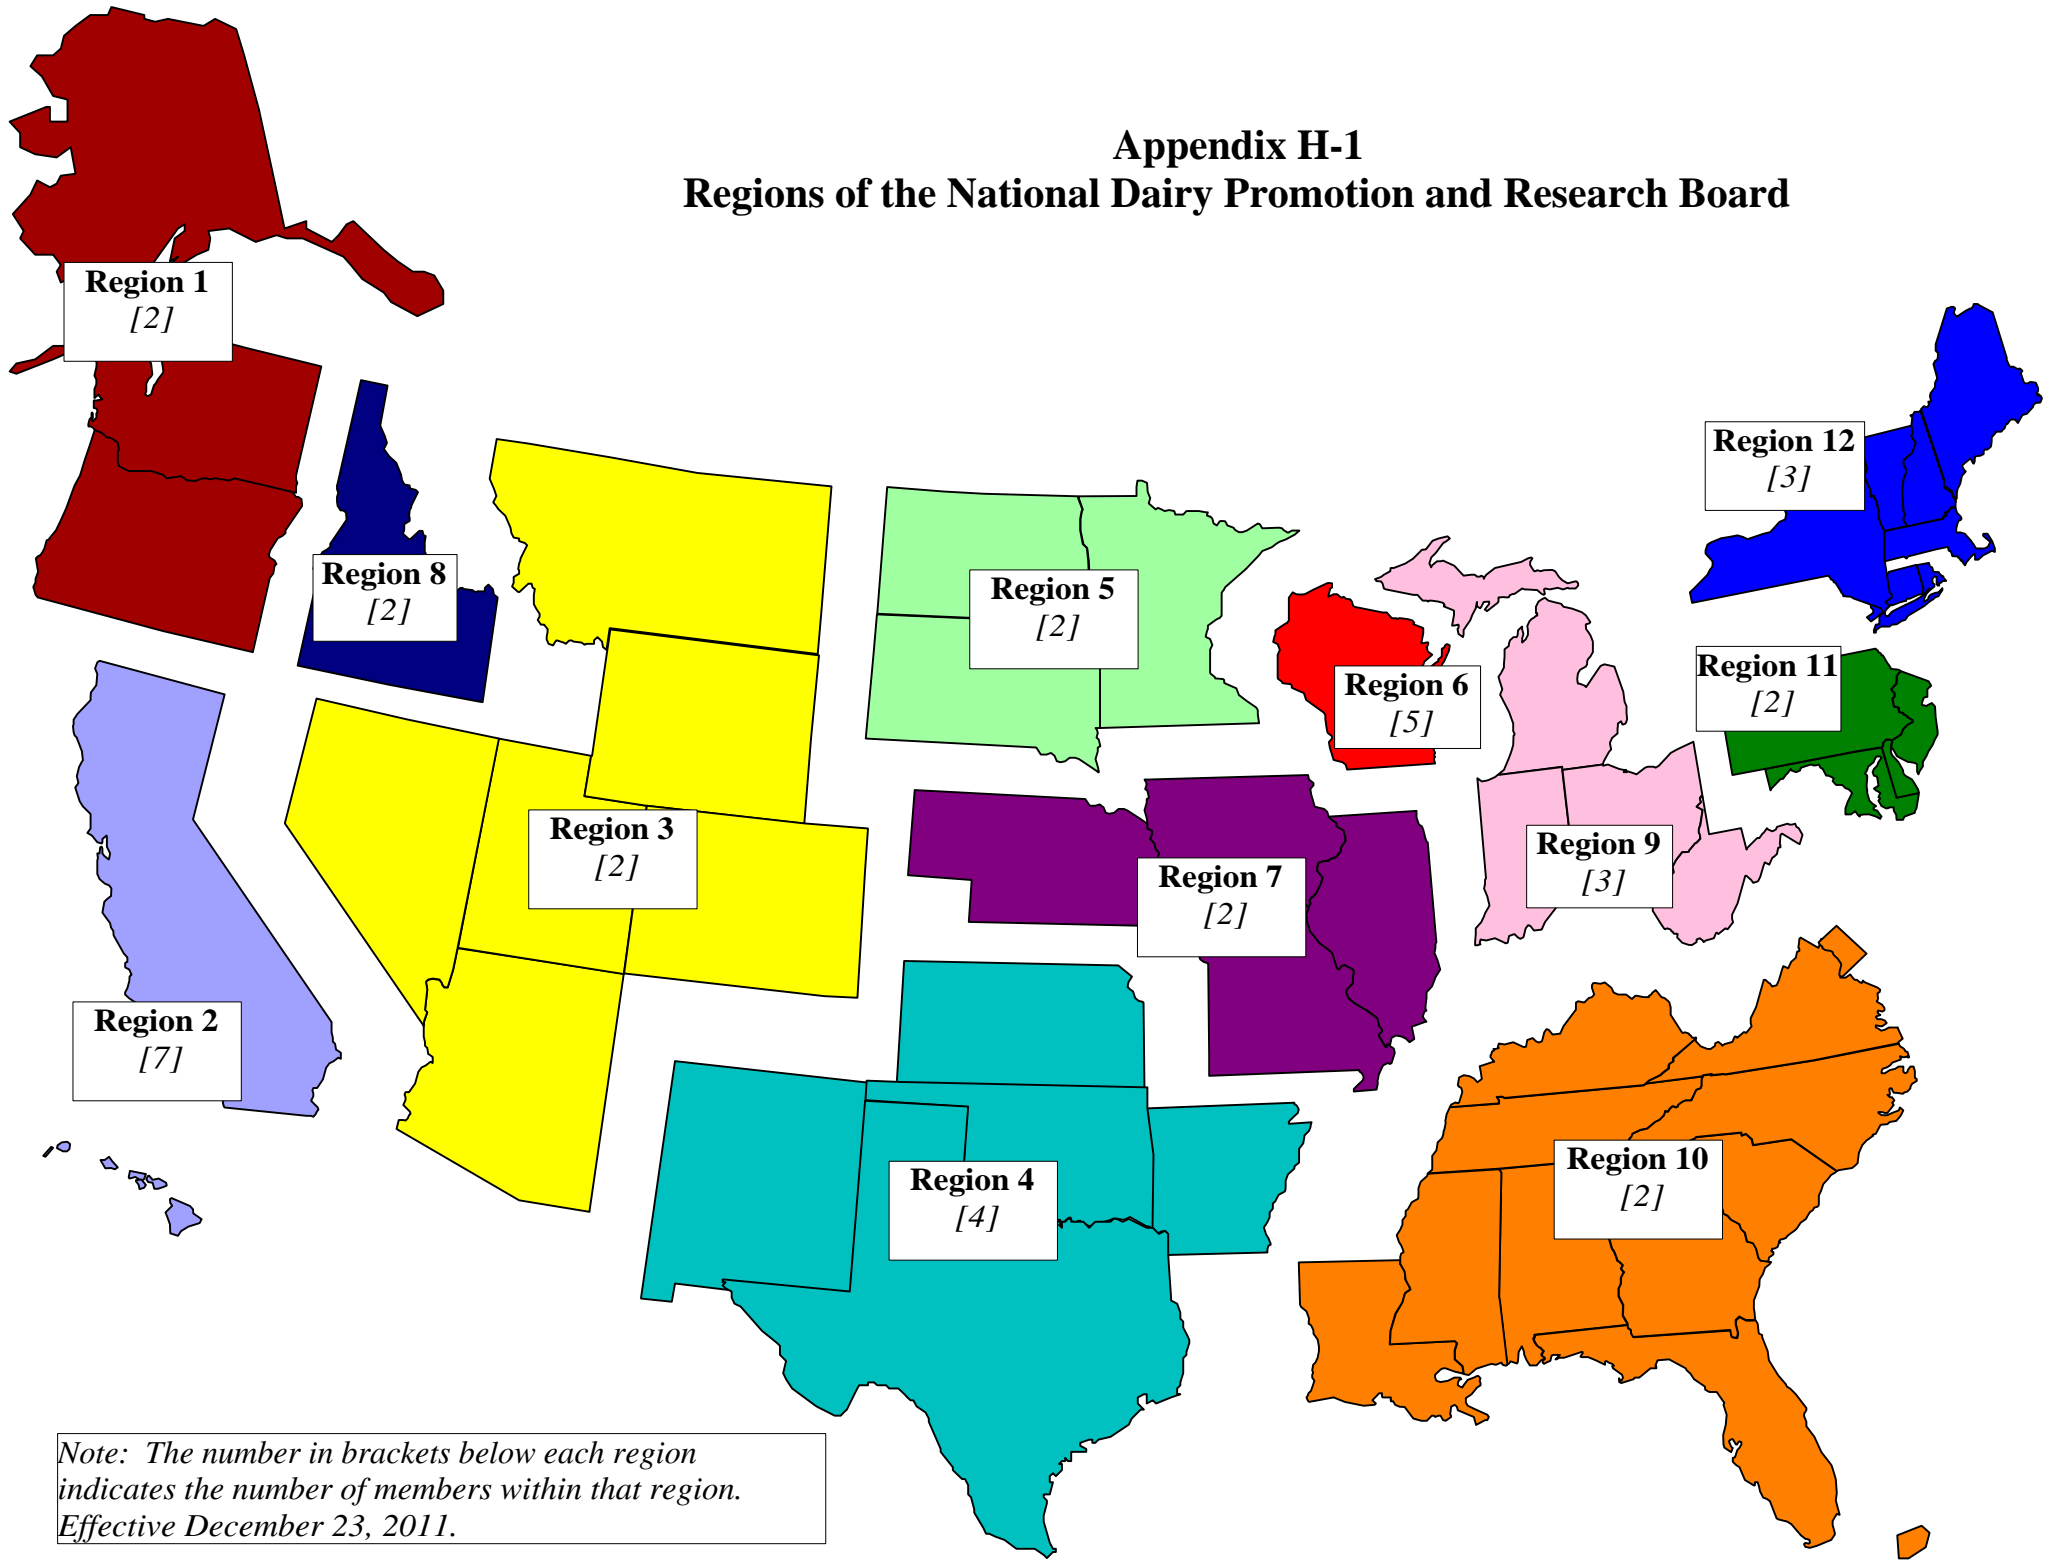 Appendix H-1
Regions of the National Dairy Promotion and Research Board
Region 1
[2]
Region 12
[3]
Region 8
[2]
Region 5
[2]
Region 6
[5]
Region 11
[2]
Region 3
[2]
Region 7
[2]
Region 9
[3]
Region 2
[7]
Region 4
[4]
Region 10
[2]
Note:  The number in brackets below each region
indicates the number of members within that region.
Effective December 23, 2011.